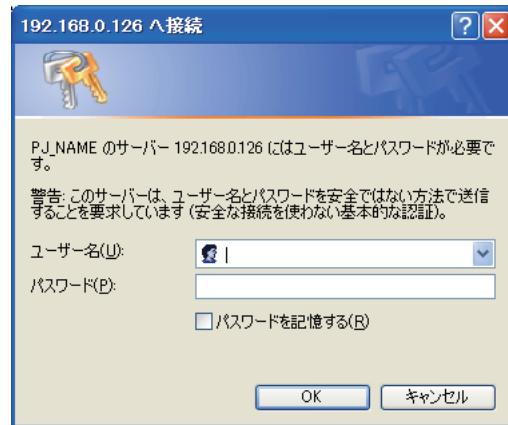 192.168.0.126 へ接続
PJ_NAME のサーバー 192.168.0.126 にはユーザー名とパスワードが必要で
す。
警告: このサーバーは、ユーザー名とパスワードを安全ではない方法で送信
することを要求しています (安全な接続を使わない基本的な認証)。
ユーザー名(U):
パスワード(P):
パスワードを記憶する(R)
OK キャンセル